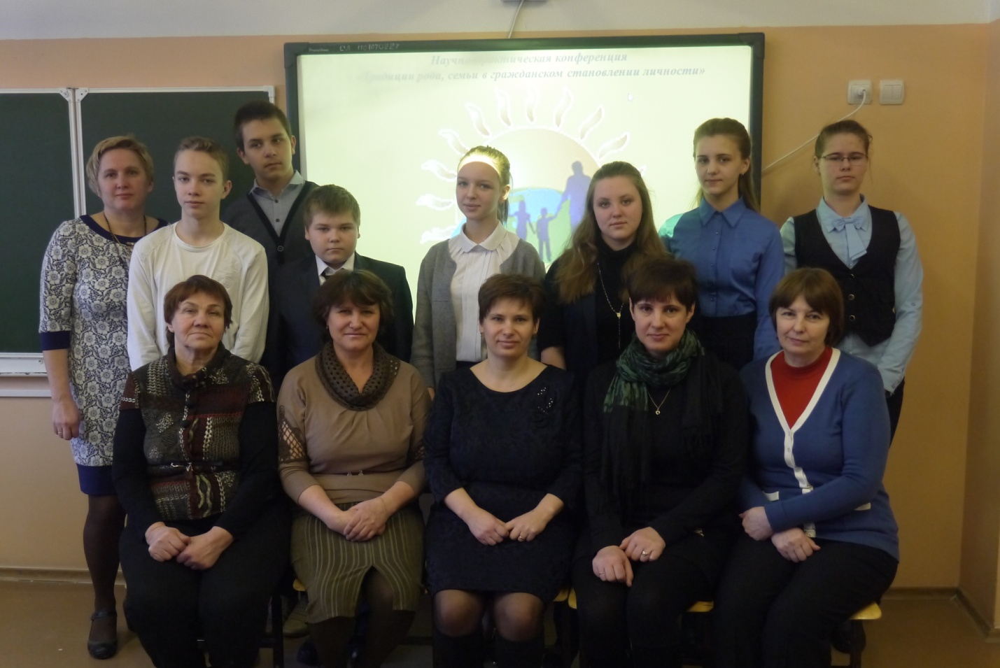 Научно-практическая конференция
«Традиции рода, семьи в гражданском становлении личности»